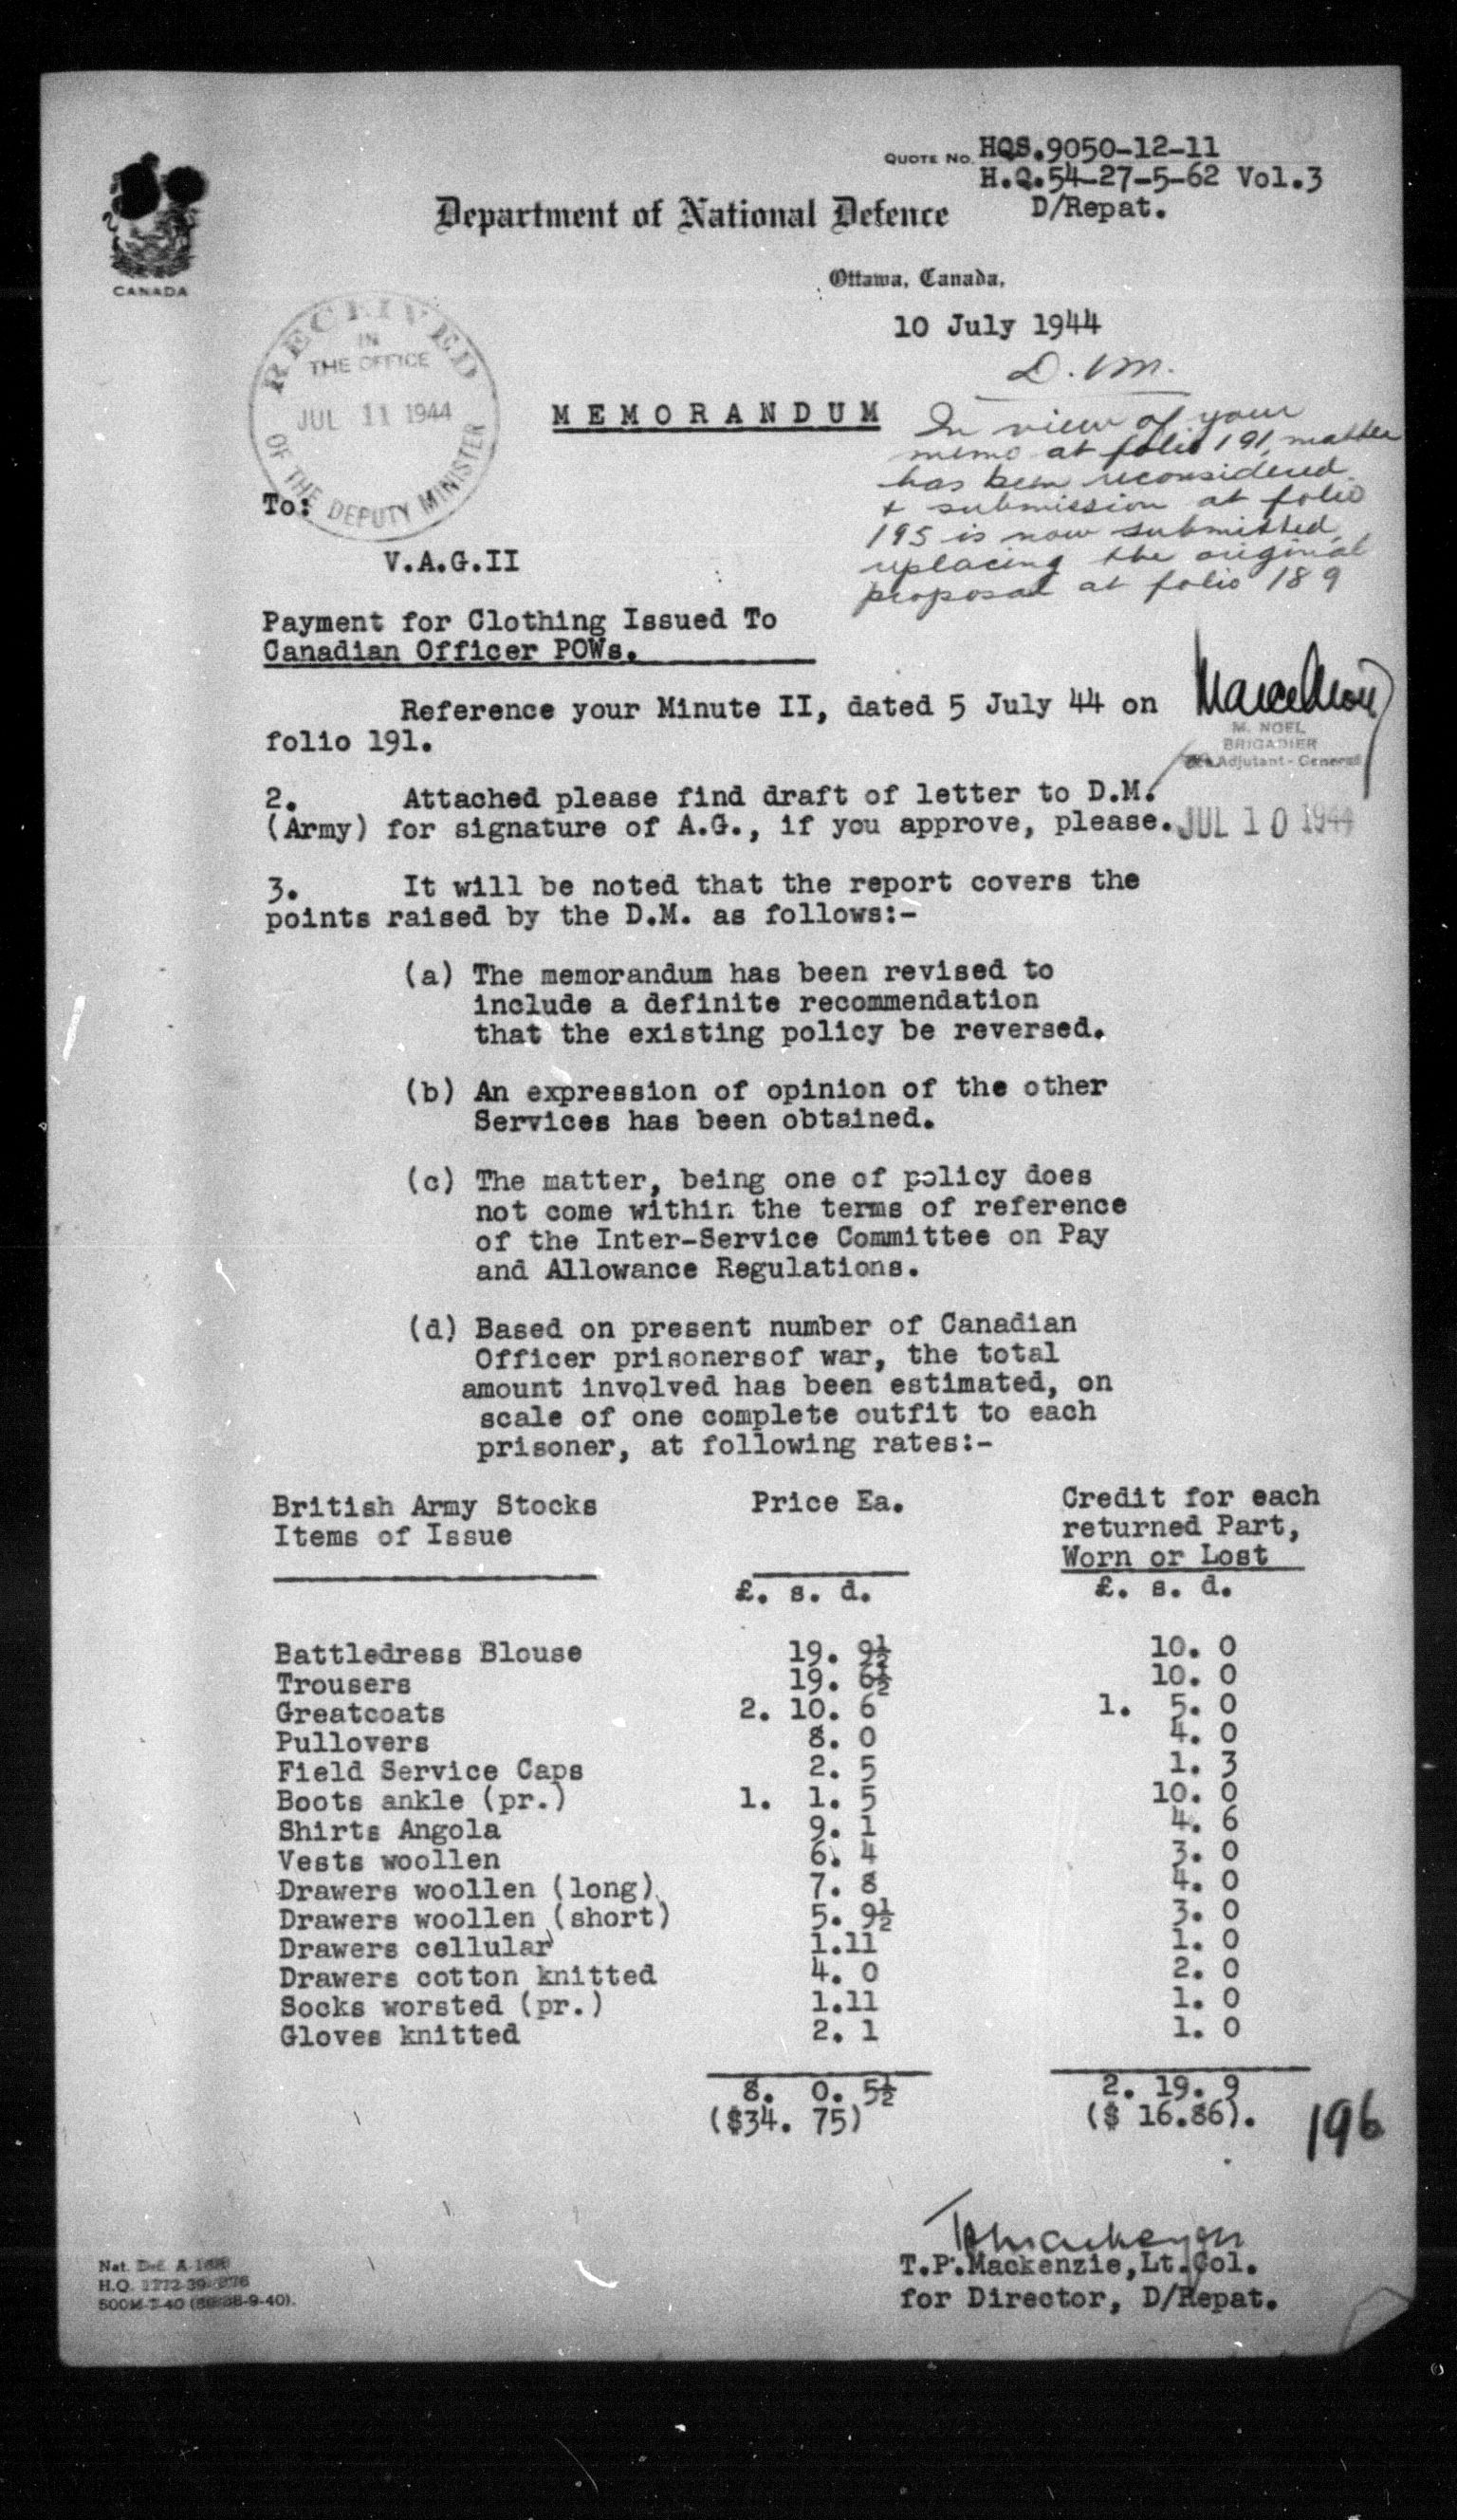 QUOTE NO. HQS.9050-12-11
H.Q.54-27-5-62 Vol.3
D/Repat.
Department of National Defence
CANADA
Ottawa, Canada,
10 July 1944
RECEIVED
IN
THE OFFICE
JUL 11 1944
OF THE DEPUTY MINISTER
D.M.
In view of your
memo at folio 191, matter
has been reconsidered
& submission at folio
195 is now submitted,
replacing the original
proposal at folio 189
MEMORANDUM
To:
V.A.G.II
Payment for Clothing Issued To
Canadian Officer POWs.
M. NOEL
BRIGADIER
Adjutant-General
JUL 10 1944
Reference your Minute II, dated 5 July 44 on
folio 191.
2. Attached please find draft of letter to D.M.
(Army) for signature of A.G., if you approve, please.
3. It will be noted that the report covers the
points raised by the D.M. as follows:-
(a) The memorandum has been revised to
include a definite recommendation
that the existing policy be reversed.
(b) An expression of opinion of the other
Services has been obtained.
(c) The matter, being one of policy does
not come within the terms of reference
of the Inter-Service Committee on Pay
and Allowance Regulations.
(d) Based on present number of Canadian
Officer prisonersof war, the total
amount involved has been estimated, on
scale of one complete outfit to each
prisoner, at following rates:-
British Army Stocks Price Ea. Credit for each
Items of Issue returned Part,
Worn or Lost
£. s. d. £. s. d.
Battledress Blouse 19. 9½ 10. 0
Trousers 19. 6½ 10. 0
Greatcoats 2. 10. 6 1. 5. 0
Pullovers 8. 0 4. 0
Field Service Caps 2. 5 1. 3
Boots ankle (pr.) 1. 1. 5 10. 0
Shirts Angola 9. 1 4. 6
Vests woollen 6. 4 3. 0
Drawers woollen (long) 7. 8 4. 0
Drawers woollen (short) 5. 9½ 3. 0
Drawers cellular 1.11 1. 0
Drawers cotton knitted 4. 0 2. 0
Socks worsted (pr.) 1.11 1. 0
Gloves knitted 2. 1 1. 0
8. 0. 5½ 2. 19. 9
($34. 75) ($ 16.86).
196
T.P.Mackenzie,Lt.Col.
for Director, D/Repat.
Nat. Def. A
H.Q. 1772-39